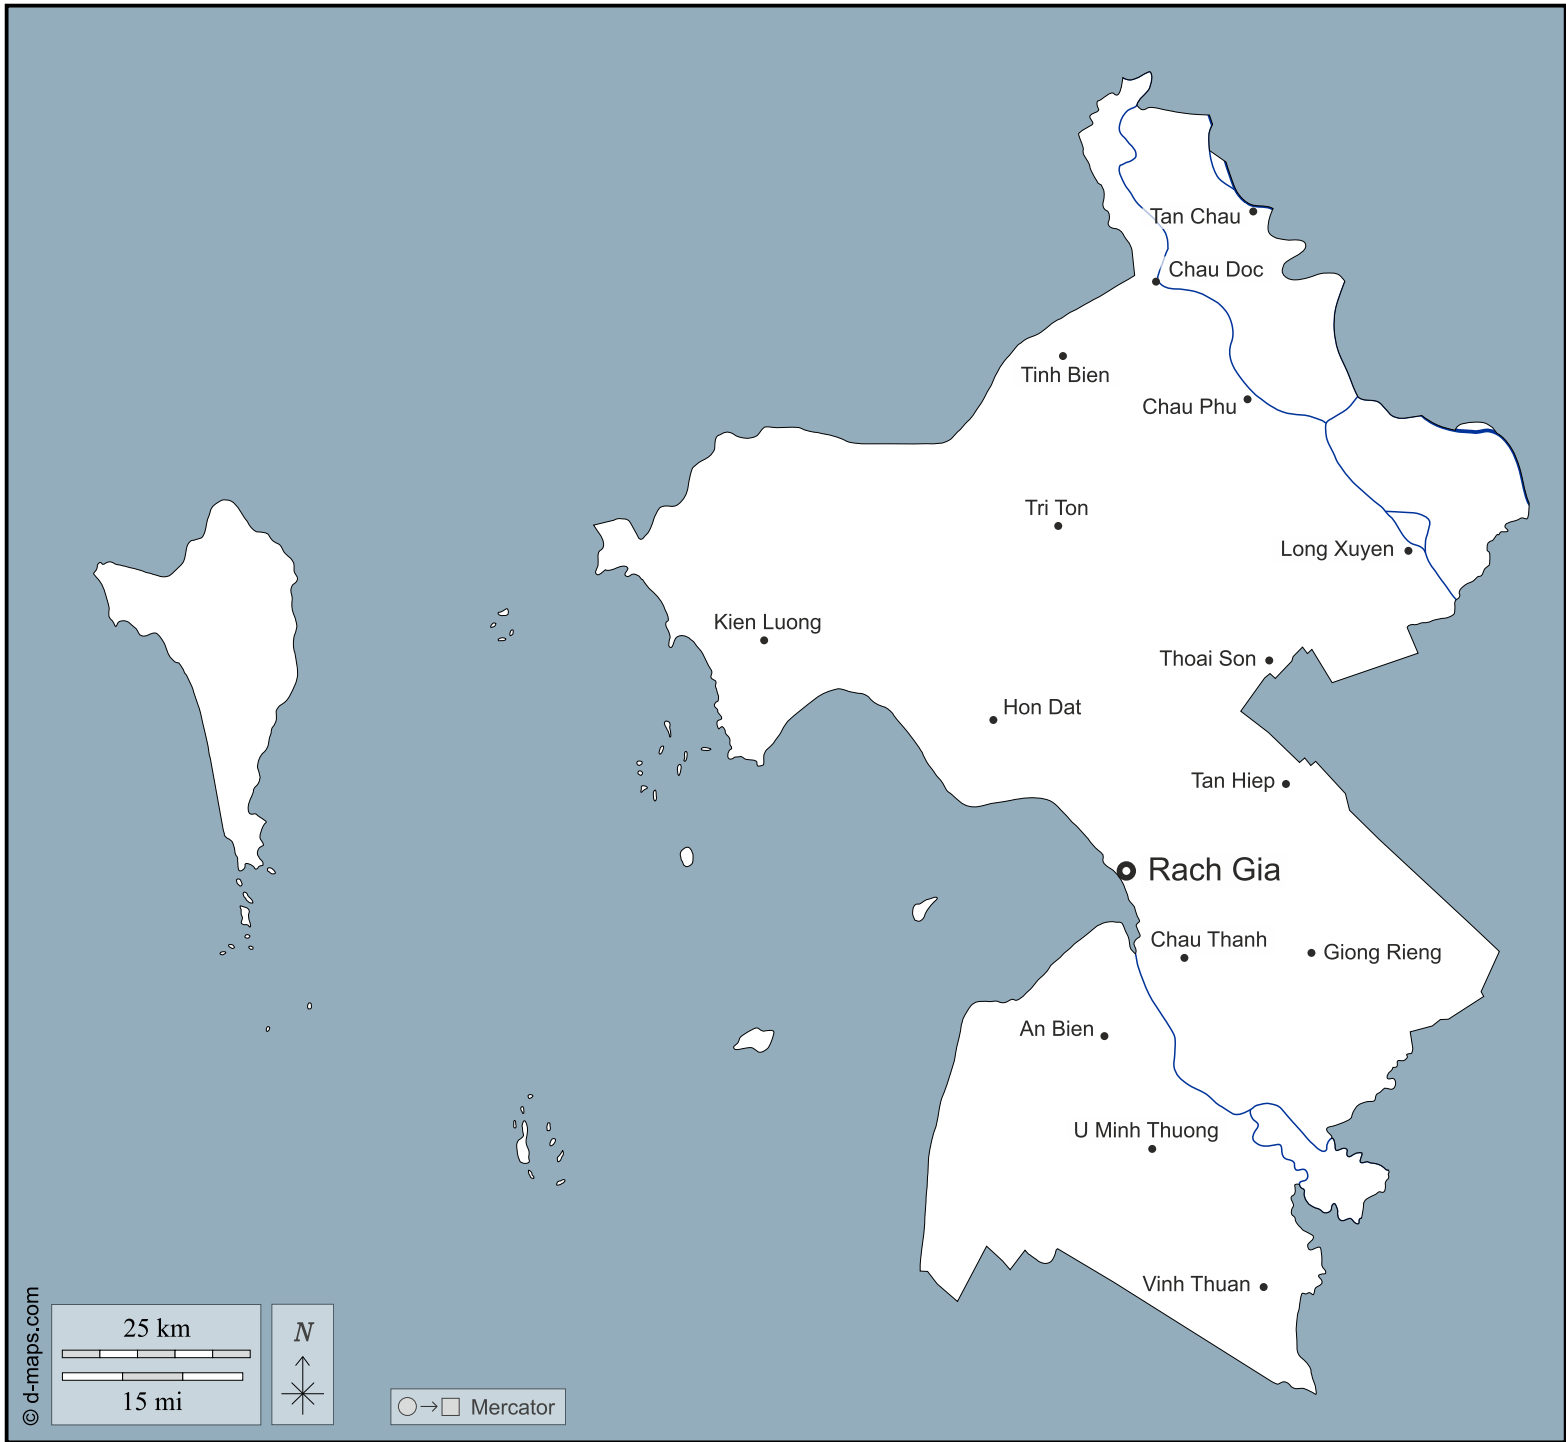 Tan Chau
Chau Doc
Tinh Bien
Chau Phu
Tri Ton
Long Xuyen
Kien Luong
Thoai Son
Hon Dat
Tan Hiep
Rach Gia
Chau Thanh
Giong Rieng
An Bien
U Minh Thuong
Vinh Thuan
© d-maps.com
25 km
15 mi
N
Mercator